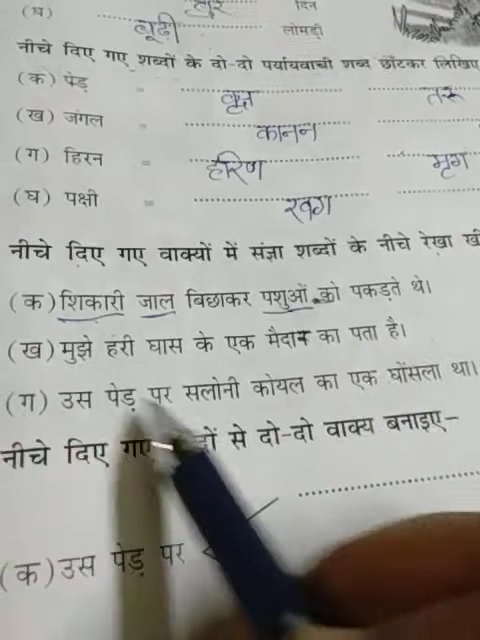 (घ) दिन
बूढ़ी लोमड़ी
नीचे दिए गए शब्दों के दो-दो पर्यायवाची शब्द छाँटकर लिखिए
(क) पेड़ = वृक्ष तरू
(ख) जंगल = कानन
(ग) हिरन = हरिण मृग
(घ) पक्षी = खग
नीचे दिए गए वाक्यों में संज्ञा शब्दों के नीचे रेखा खीं
(क) शिकारी जाल बिछाकर पशुओं को पकड़ते थे।
(ख) मुझे हरी घास के एक मैदान का पता है।
(ग) उस पेड़ पर सलोनी कोयल का एक घोंसला था।
नीचे दिए गए से दो-दो वाक्य बनाइए–
(क) उस पेड़ पर